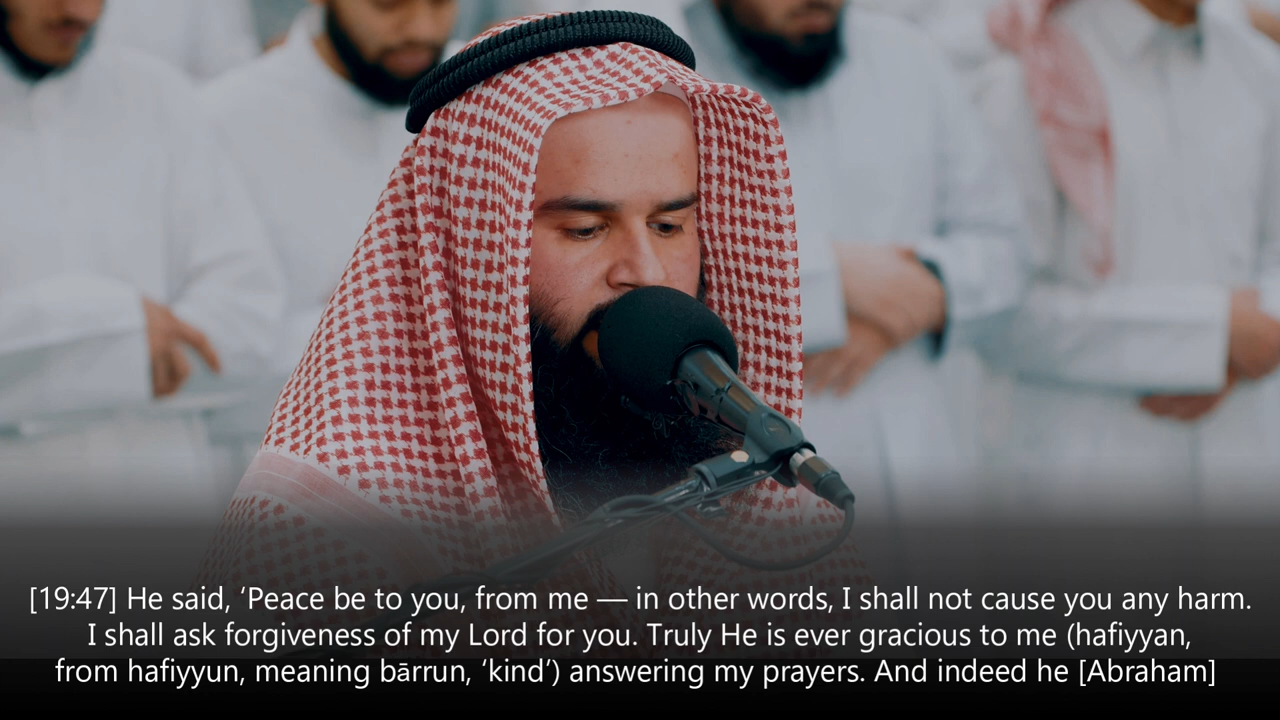 [19:47] He said, ‘Peace be to you, from me — in other words, I shall not cause you any harm.
I shall ask forgiveness of my Lord for you. Truly He is ever gracious to me (hafiyyan,
from hafiyyun, meaning bārrun, ‘kind’) answering my prayers. And indeed he [Abraham]